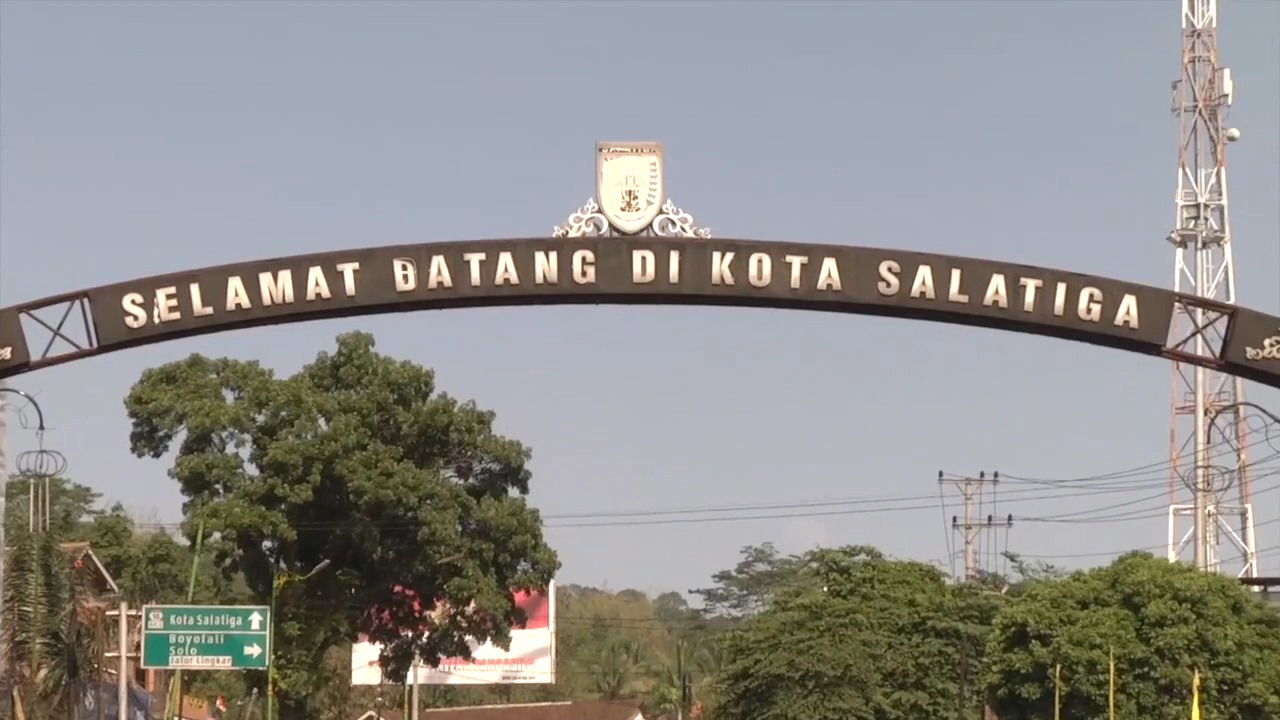 SELAMAT DATANG DI KOTA SALATIGA
Kota Salatiga
Boyolali
Solo
Jalur Lingkar